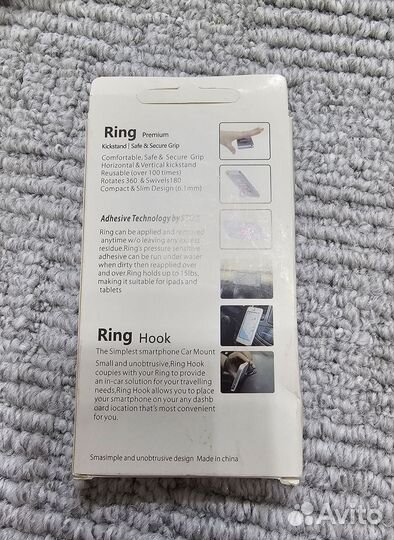 Ring Premium
Kickstand | Safe & Secure Grip
Comfortable, Safe & Secure Grip
Horizontal & Vertical kickstand
Reusable (over 100 times)
Rotates 360 & Swivels180
Compact & Slim Design (6.1mm)
Adhesive Technology by
Ring can be applied and removed
anytime w/o leaving any
residue.Ring's pressure sensitive
adhesive can be run under water
when dirty then reapplied over
and over.Ring holds up to 15lbs,
making it suitable for ipads and
tablets
Ring Hook
The Simplest smartphone Car Mount
Small and unobtrusive,Ring Hook
coupies with your Ring to provide
an in-car solution for your travelling
needs,Ring Hook allows you to place
your smartphone on your any dashb
oard location that's most convenient
for you.
Smasimple and unobtrusive design Made in china
Avito